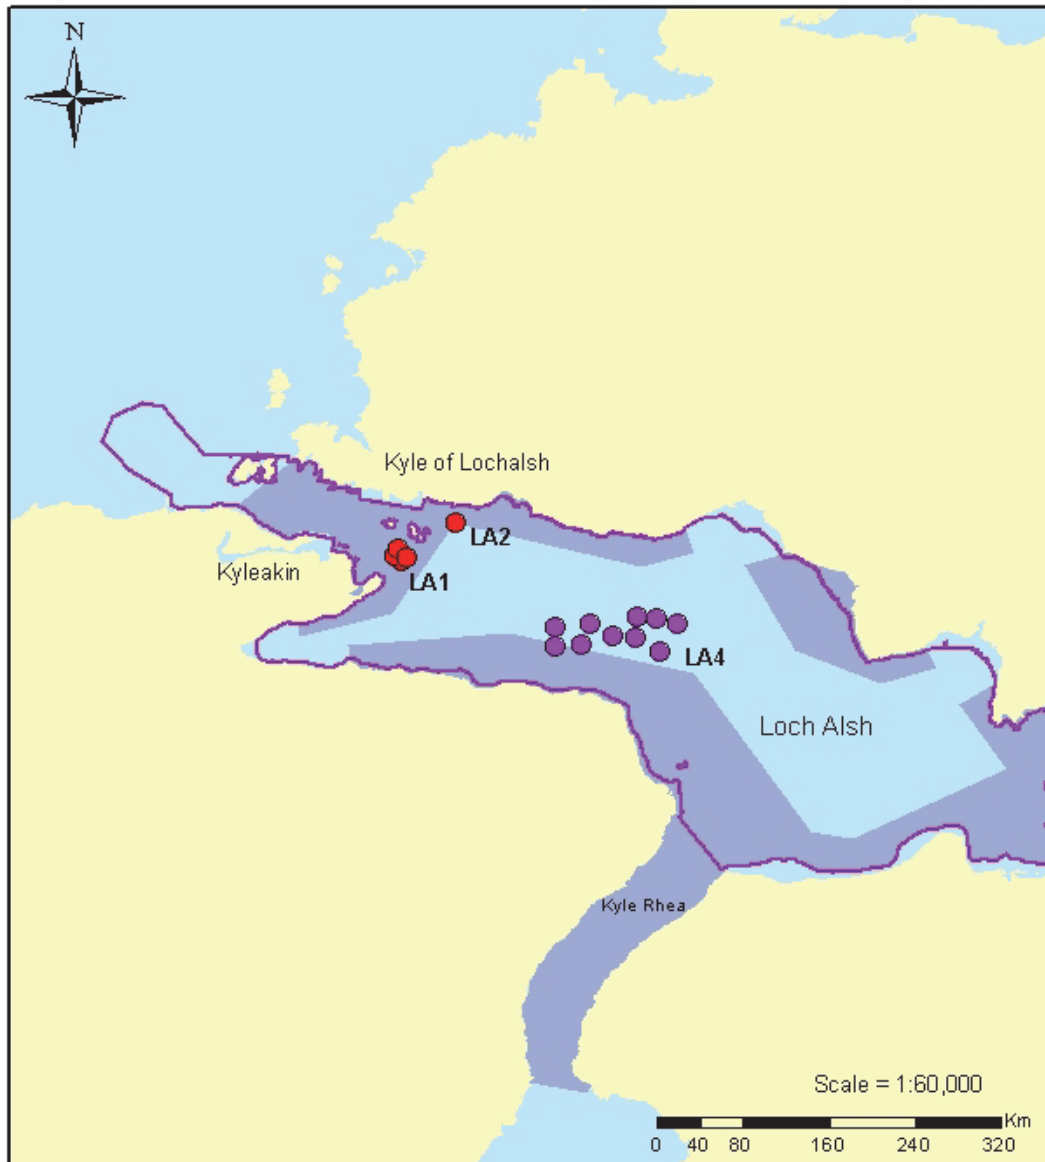 N
Kyle of Lochalsh
LA2
Kyleakin
LA1
LA4
Loch Alsh
Kyle Rhea
Scale = 1:60,000
Km
0 40 80 160 240 320